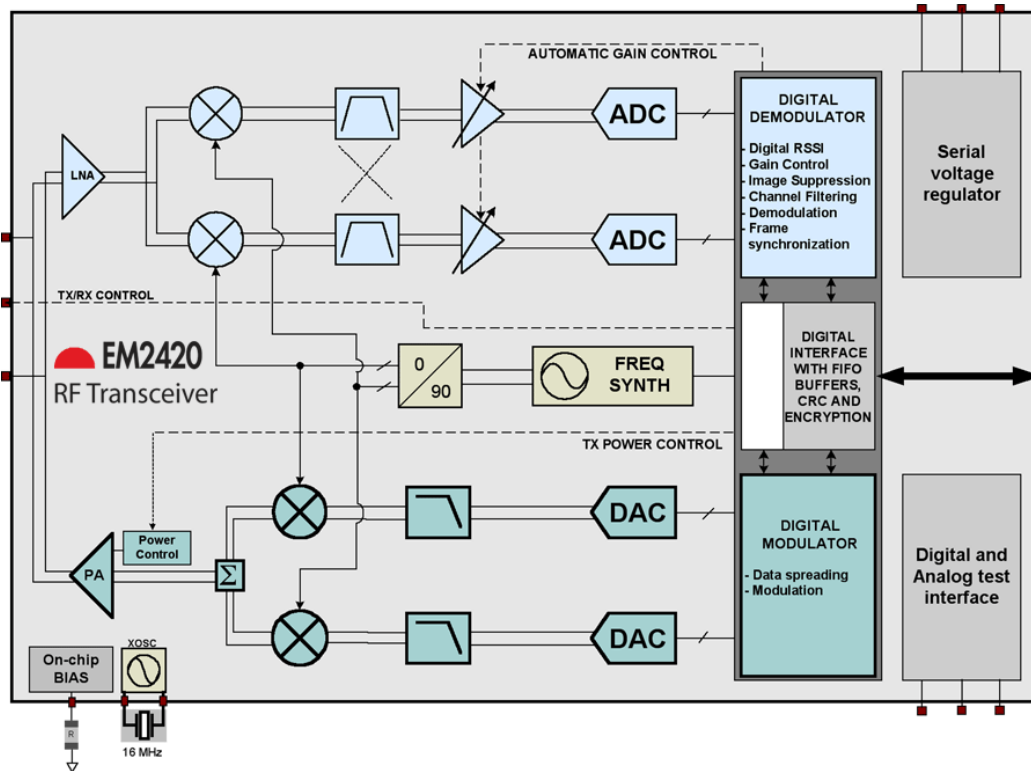 AUTOMATIC GAIN CONTROL
LNA
ADC
ADC
DIGITAL
DEMODULATOR
- Digital RSSI
- Gain Control
- Image Suppression
- Channel Filtering
- Demodulation
- Frame
synchronization
Serial
voltage
regulator
TX/RX CONTROL
EM2420
RF Transceiver
0
90
FREQ
SYNTH
DIGITAL
INTERFACE
WITH FIFO
BUFFERS,
CRC AND
ENCRYPTION
TX POWER CONTROL
Power
Control
PA
Σ
DAC
DAC
DIGITAL
MODULATOR
- Data spreading
- Modulation
Digital and
Analog test
interface
On-chip
BIAS
XOSC
R
16 MHz